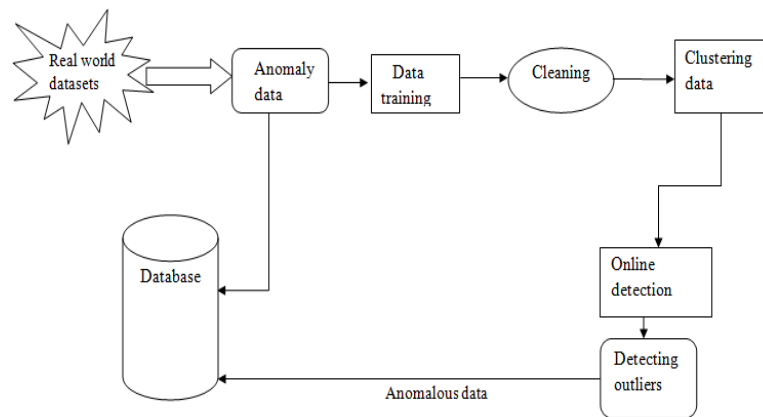 Real world
datasets
Anomaly
data
Data
training
Cleaning
Clustering
data
Database
Online
detection
Detecting
outliers
Anomalous data